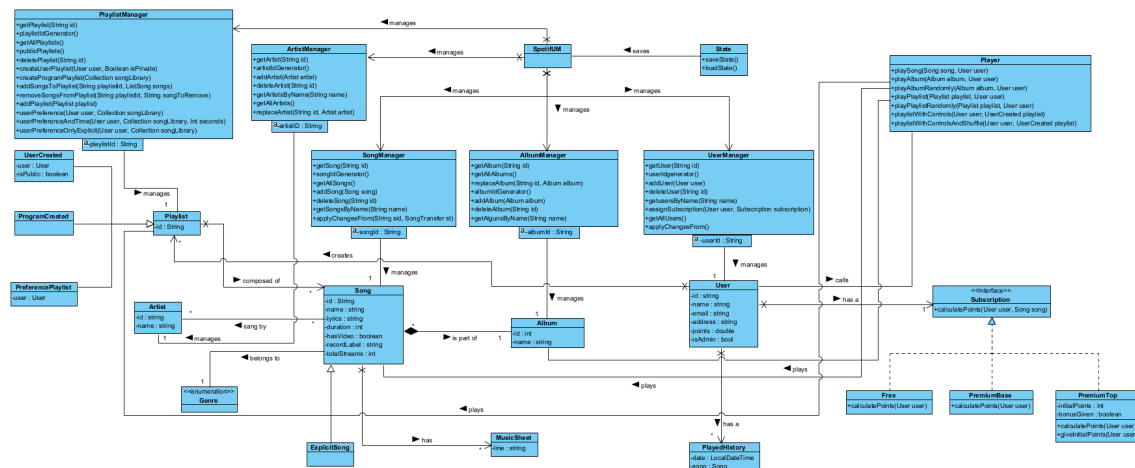 PlaylistManager
+getPlaylist(String id)
+playlistIdGenerator()
+getAllPlaylists()
+publicPlaylists()
+deletePlaylist(String id)
+createUserPlaylist(User user, Boolean isPrivate)
+createProgramPlaylist(Collection songLibrary)
+addSongsToPlaylist(String playlistId, ListSong songs)
+removeSongsFromPlaylist(String playlistId, String songToRemove)
+addPlaylist(Playlist playlist)
+userPreference(User user, Collection songLibrary)
+userPreferenceAndTime(User user, Collection songLibrary, Int seconds)
+userPreferenceOnlyExplicit(User user, Collection songLibrary)
-playlistId : String
manages
ArtistManager
+getArtist(String id)
+artistIdGenerator()
+addArtist(Artist artist)
+deleteArtist(String id)
+getArtistsByName(String name)
+getAllArtists()
+replaceArtist(String id, Artist artist)
-artistID : String
manages
SpotifUM
saves
State
+saveState()
+loadState()
Player
+playSong(Song song, User user)
+playAlbum(Album album, User user)
+playAlbumRandomly(Album album, User user)
+playPlaylist(Playlist playlist, User user)
+playPlaylistRandomly(Playlist playlist, User user)
+playlistWithControls(User user, UserCreated playlist)
+playlistWithControlsAndShuffle(User user, UserCreated playlist)
manages
manages
manages
SongManager
+getSong(String id)
+songIdGenerator()
+getAllSongs()
+addSong(Song song)
+deleteSong(String id)
+getSongsByName(String name)
+applyChangesFrom(String sid, SongTransfer st)
-songId : String
AlbumManager
+getAlbum(String id)
+getAllAlbums()
+replaceAlbum(String id, Album album)
+albumIdGenerator()
+addAlbum(Album album)
+deleteAlbum(String id)
+getAlgunsByName(String name)
-albumId : String
UserManager
+getUser(String id)
+userIdgenerator()
+addUser(User user)
+deleteUser(String id)
+getusersByName(String name)
+assignSubscription(User user, Subscription subscription)
+getAllUsers()
+applyChangesFrom()
-userId : String
UserCreated
-user : User
-isPublic : boolean
ProgramCreated
PreferencePlaylist
-user : User
manages
1
Playlist
-id : String
*
creates
composed of
*
manages
1
Song
-id : String
-name : string
-lyrics : string
-duration : int
-hasVideo : boolean
-recordLabel : string
-totalStreams : int
Artist
-id : string
-name : string
*
sang by
*
1
manages
belongs to
1
<<enumeration>>
Genre
ExplicitSong
*
is part of
1
manages
1
Album
-id : int
-name : string
manages
1
User
-id : string
-name : string
-email : string
-address : string
-points : double
-isAdmin : bool
calls
has a
1
<<Interface>>
Subscription
+calculatePoints(User user, Song song)
plays
plays
Free
+calculatePoints(User user)
PremiumBase
+calculatePoints(User user)
PremiumTop
-initialPoints : int
-bonusGiven : boolean
+calculatePoints(User user)
+giveInitialPoints(User user)
*
has
*
MusicSheet
-line : string
has a
*
PlayedHistory
-date : LocalDateTime
-song : Song